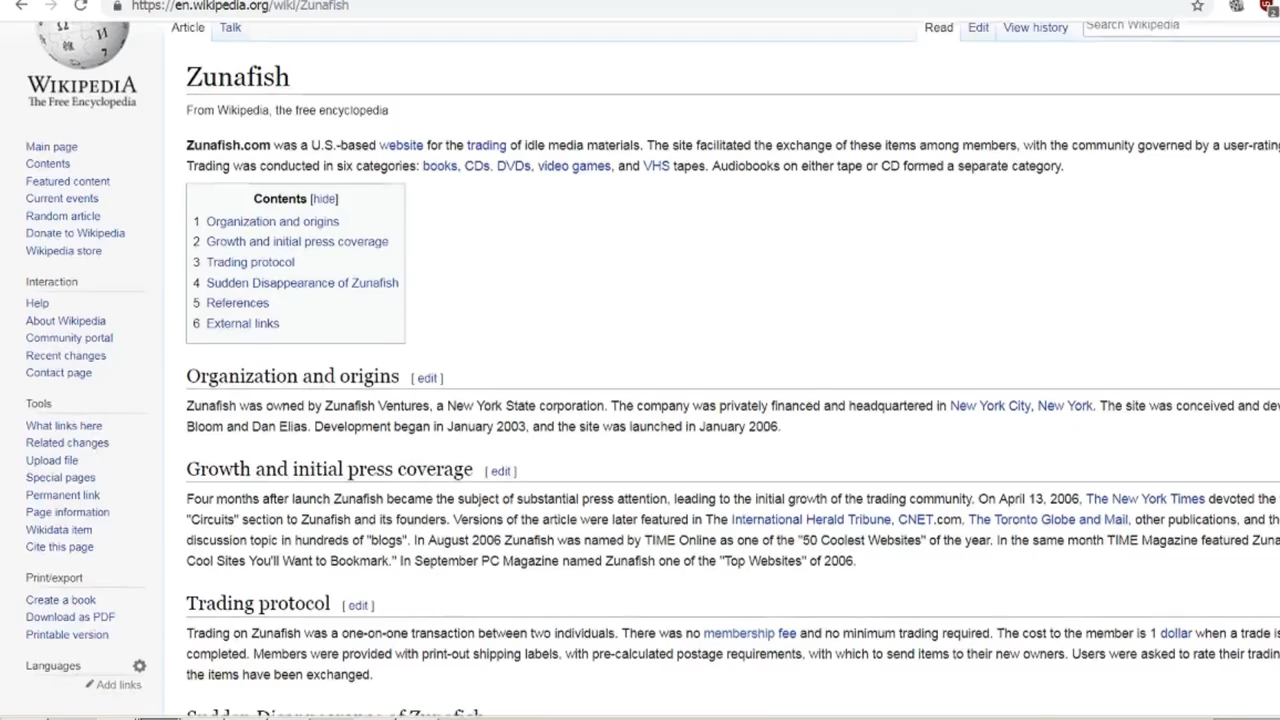 https://en.wikipedia.org/wiki/Zunafish
Article Talk Read Edit View history Search Wikipedia
WIKIPEDIA
The Free Encyclopedia
Main page
Contents
Featured content
Current events
Random article
Donate to Wikipedia
Wikipedia store
Interaction
Help
About Wikipedia
Community portal
Recent changes
Contact page
Tools
What links here
Related changes
Upload file
Special pages
Permanent link
Page information
Wikidata item
Cite this page
Print/export
Create a book
Download as PDF
Printable version
Languages
Add links
Zunafish
From Wikipedia, the free encyclopedia
Zunafish.com was a U.S.-based website for the trading of idle media materials. The site facilitated the exchange of these items among members, with the community governed by a user-rating
Trading was conducted in six categories: books, CDs, DVDs, video games, and VHS tapes. Audiobooks on either tape or CD formed a separate category.
Contents [hide]
1 Organization and origins
2 Growth and initial press coverage
3 Trading protocol
4 Sudden Disappearance of Zunafish
5 References
6 External links
Organization and origins [ edit ]
Zunafish was owned by Zunafish Ventures, a New York State corporation. The company was privately financed and headquartered in New York City, New York. The site was conceived and dev
Bloom and Dan Elias. Development began in January 2003, and the site was launched in January 2006.
Growth and initial press coverage [ edit ]
Four months after launch Zunafish became the subject of substantial press attention, leading to the initial growth of the trading community. On April 13, 2006, The New York Times devoted the
"Circuits" section to Zunafish and its founders. Versions of the article were later featured in The International Herald Tribune, CNET.com, The Toronto Globe and Mail, other publications, and th
discussion topic in hundreds of "blogs". In August 2006 Zunafish was named by TIME Online as one of the "50 Coolest Websites" of the year. In the same month TIME Magazine featured Zuna
Cool Sites You'll Want to Bookmark." In September PC Magazine named Zunafish one of the "Top Websites" of 2006.
Trading protocol [ edit ]
Trading on Zunafish was a one-on-one transaction between two individuals. There was no membership fee and no minimum trading required. The cost to the member is 1 dollar when a trade is
completed. Members were provided with print-out shipping labels, with pre-calculated postage requirements, with which to send items to their new owners. Users were asked to rate their tradin
the items have been exchanged.
Sudden Disappearance of Zunafish